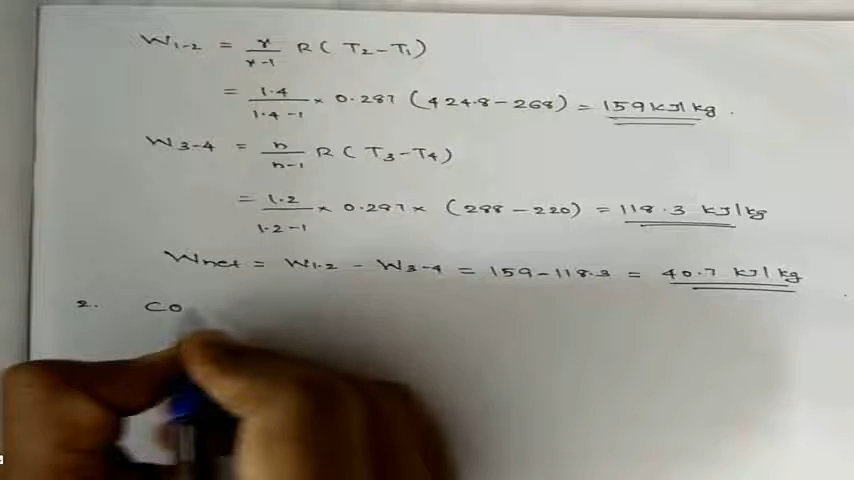 W1-2 = γ/γ-1 R ( T2 - T1 )
= 1.4/1.4-1 × 0.287 (424.8 - 268) = 159 kJ/kg .
W3-4 = n/n-1 R ( T3 - T4 )
= 1.2/1.2-1 × 0.287 × (288 - 220) = 118.3 kJ/kg
Wnet = W1-2 - W3-4 = 159 - 118.3 = 40.7 kJ/kg
2. CO